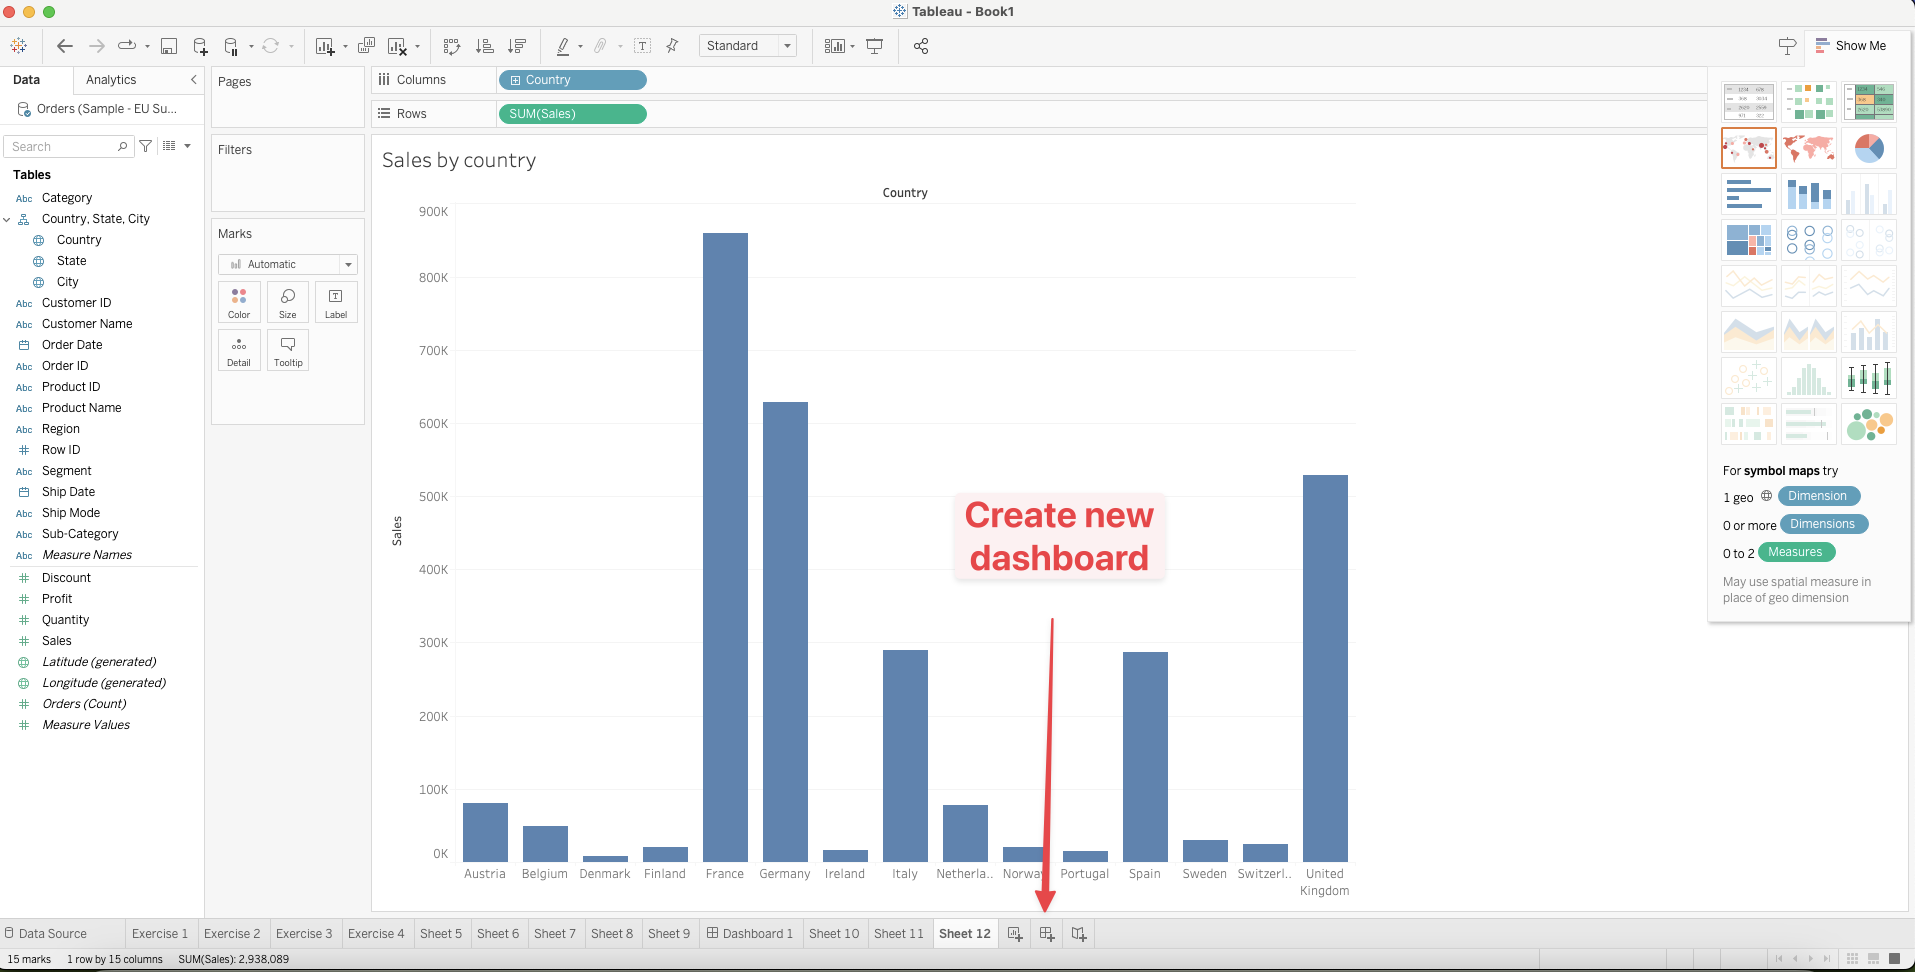 Tableau - Book1
Standard
Show Me
Data
Analytics
Orders (Sample - EU Su...
Search
Tables
Abc Category
Country, State, City
Country
State
City
Abc Customer ID
Abc Customer Name
Order Date
Abc Order ID
Abc Product ID
Abc Product Name
Abc Region
# Row ID
Abc Segment
Ship Date
Abc Ship Mode
Abc Sub-Category
Abc Measure Names
# Discount
# Profit
# Quantity
# Sales
Latitude (generated)
Longitude (generated)
# Orders (Count)
# Measure Values
Pages
Filters
Marks
Automatic
Color
Size
Label
Detail
Tooltip
Columns
Country
Rows
SUM(Sales)
Sales by country
Country
900K
800K
700K
600K
500K
400K
300K
200K
100K
0K
Sales
Create new
dashboard
Austria
Belgium
Denmark
Finland
France
Germany
Ireland
Italy
Netherla..
Norway
Portugal
Spain
Sweden
Switzerl..
United
Kingdom
For symbol maps try
1 geo Dimension
0 or more Dimensions
0 to 2 Measures
May use spatial measure in
place of geo dimension
Data Source
Exercise 1
Exercise 2
Exercise 3
Exercise 4
Sheet 5
Sheet 6
Sheet 7
Sheet 8
Sheet 9
Dashboard 1
Sheet 10
Sheet 11
Sheet 12
15 marks
1 row by 15 columns
SUM(Sales): 2,938,089